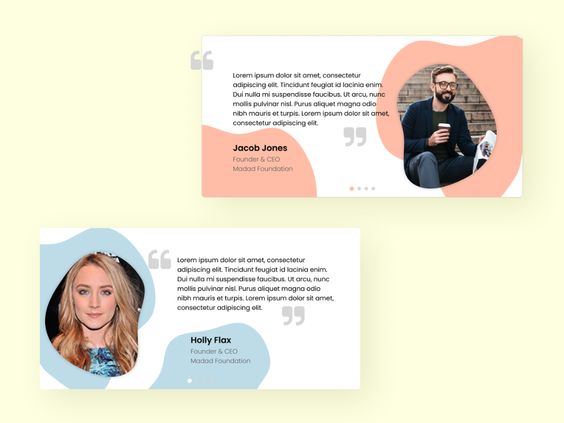 ❝
Lorem ipsum dolor sit amet, consectetur
adipiscing elit. Tincidunt feugiat id lacinia enim.
Dui nulla mi suspendisse faucibus. Ut arcu, nunc
mollis pulvinar nisl. Purus aliquet magna odio
nibh mauris et turpis. Lorem ipsum dolor sit amet,
consectetur adipiscing elit.
❞
Jacob Jones
Founder & CEO
Madad Foundation
❝
Lorem ipsum dolor sit amet, consectetur
adipiscing elit. Tincidunt feugiat id lacinia enim.
Dui nulla mi suspendisse faucibus. Ut arcu, nunc
mollis pulvinar nisl. Purus aliquet magna odio
nibh mauris et turpis. Lorem ipsum dolor sit amet,
consectetur adipiscing elit.
❞
Holly Flax
Founder & CEO
Madad Foundation